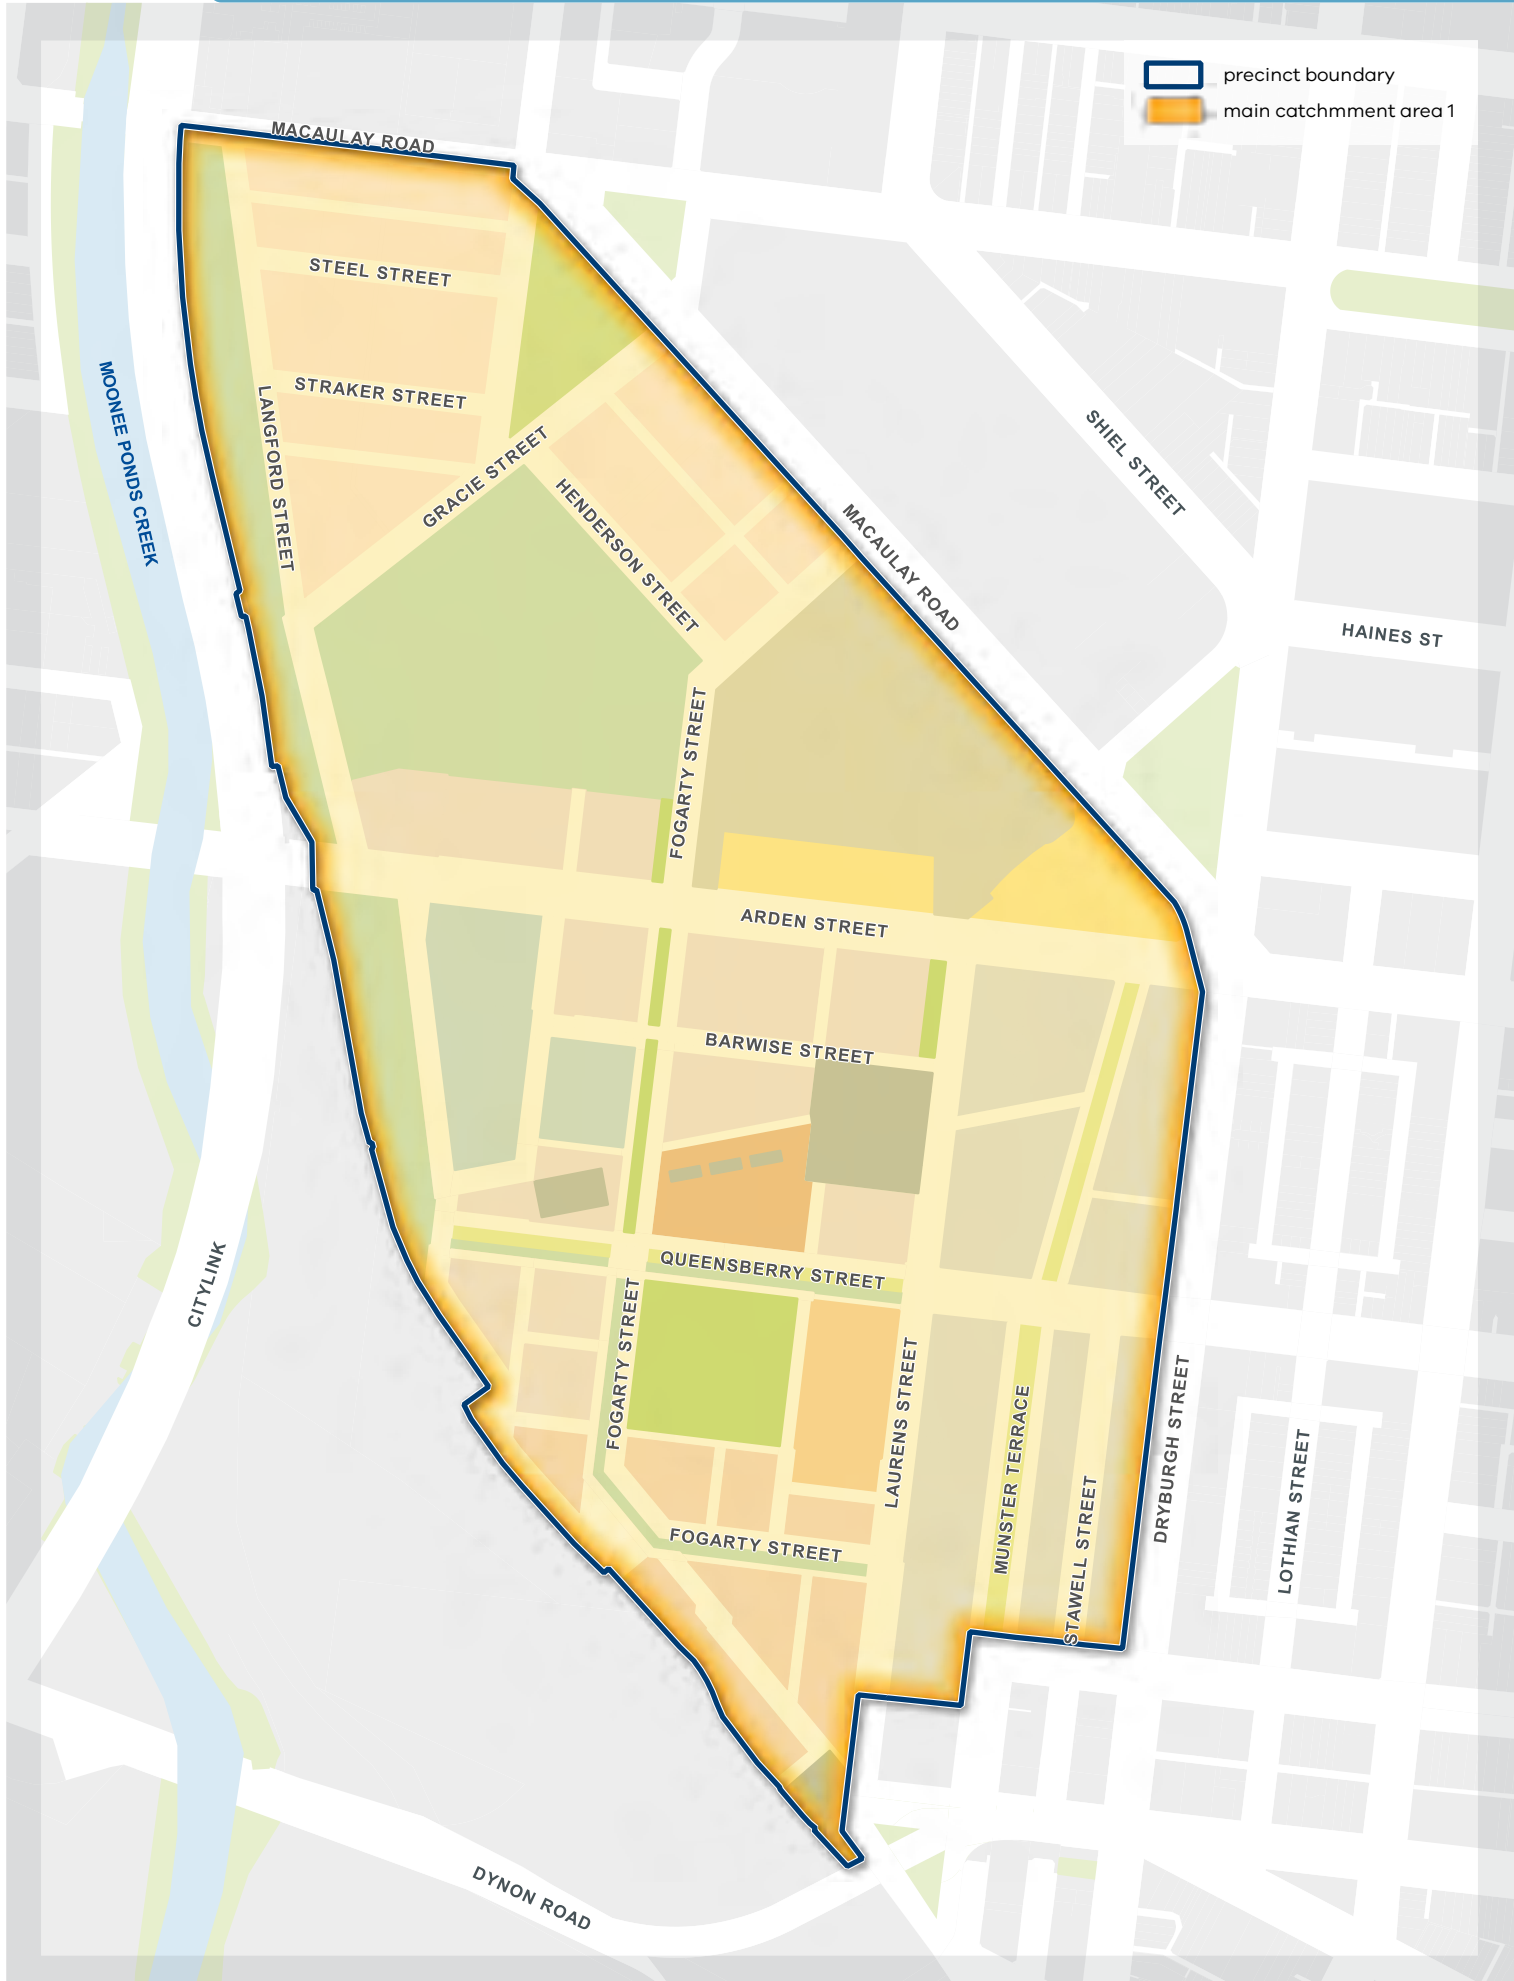 precinct boundary
main catchmment area 1
MACAULAY ROAD
STEEL STREET
STRAKER STREET
LANGFORD STREET
MOONEE PONDS CREEK
GRACIE STREET
HENDERSON STREET
SHIEL STREET
MACAULAY ROAD
HAINES ST
FOGARTY STREET
ARDEN STREET
BARWISE STREET
QUEENSBERRY STREET
CITYLINK
FOGARTY STREET
LAURENS STREET
MUNSTER TERRACE
STAWELL STREET
DRYBURGH STREET
LOTHIAN STREET
FOGARTY STREET
DYNON ROAD